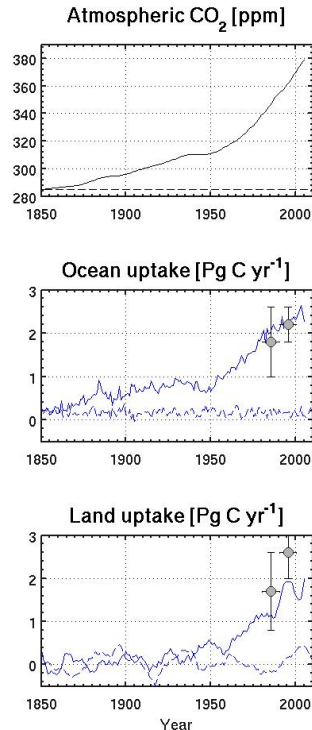 Atmospheric CO₂ [ppm]
380
360
340
320
300
280
1850 1900 1950 2000
Ocean uptake [Pg C yr⁻¹]
3
2
1
0
1850 1900 1950 2000
Land uptake [Pg C yr⁻¹]
3
2
1
0
1850 1900 1950 2000
Year